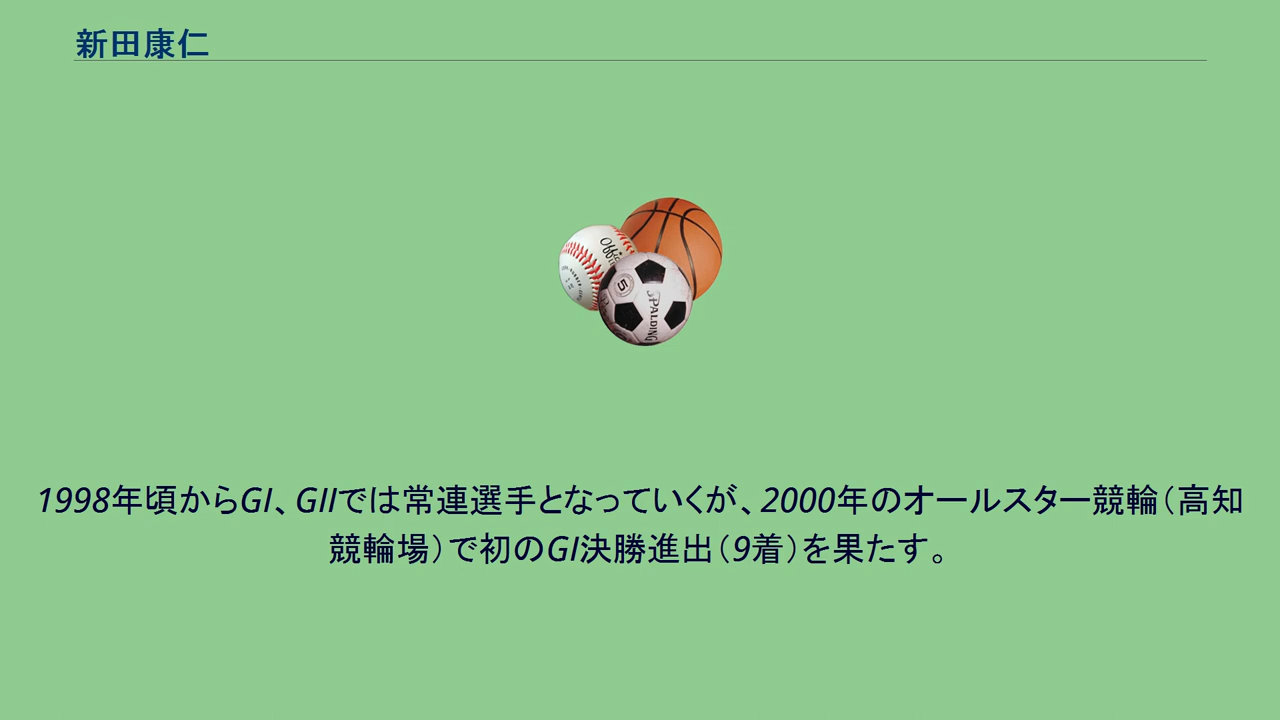 新田康仁
Offic
5
SPALDING
1998年頃からGI、GIIでは常連選手となっていくが、2000年のオールスター競輪（高知
競輪場）で初のGI決勝進出（9着）を果たす。